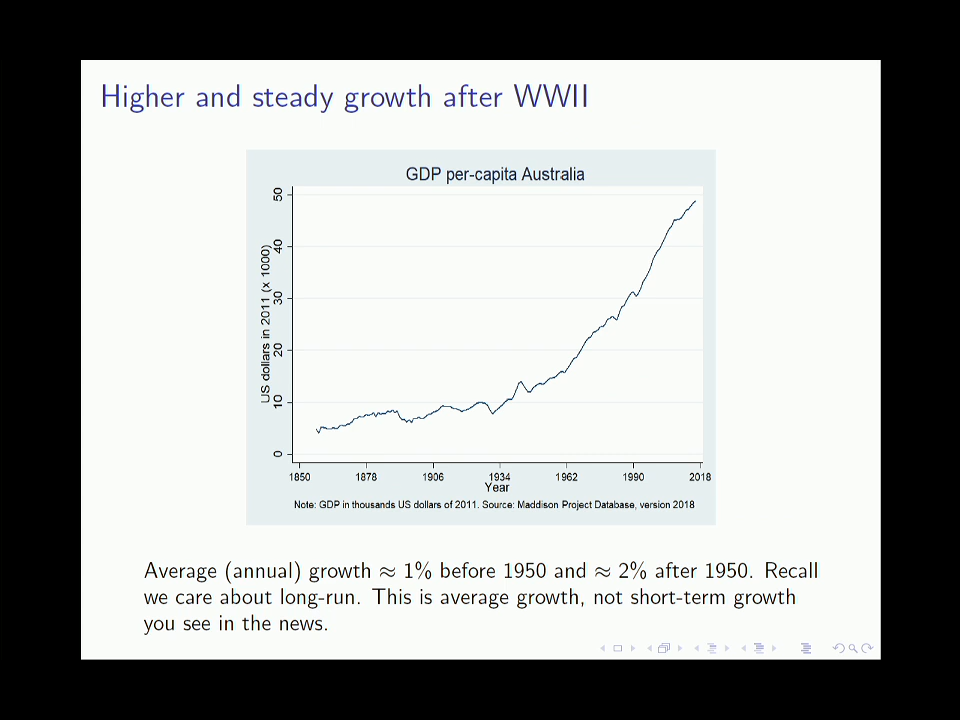 Higher and steady growth after WWII
GDP per-capita Australia
US dollars in 2011 (x 1000)
50
40
30
20
10
0
1850 1878 1906 1934 1962 1990 2018
Year
Note: GDP in thousands US dollars of 2011. Source: Maddison Project Database, version 2018
Average (annual) growth ≈ 1% before 1950 and ≈ 2% after 1950. Recall
we care about long-run. This is average growth, not short-term growth
you see in the news.